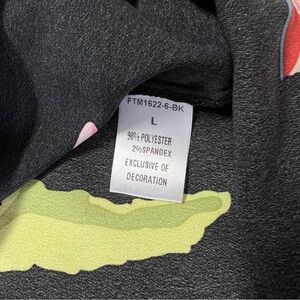 FTM1622-6-BK
L
98% POLYESTER
2%SPANDEX
EXCLUSIVE OF
DECORATION